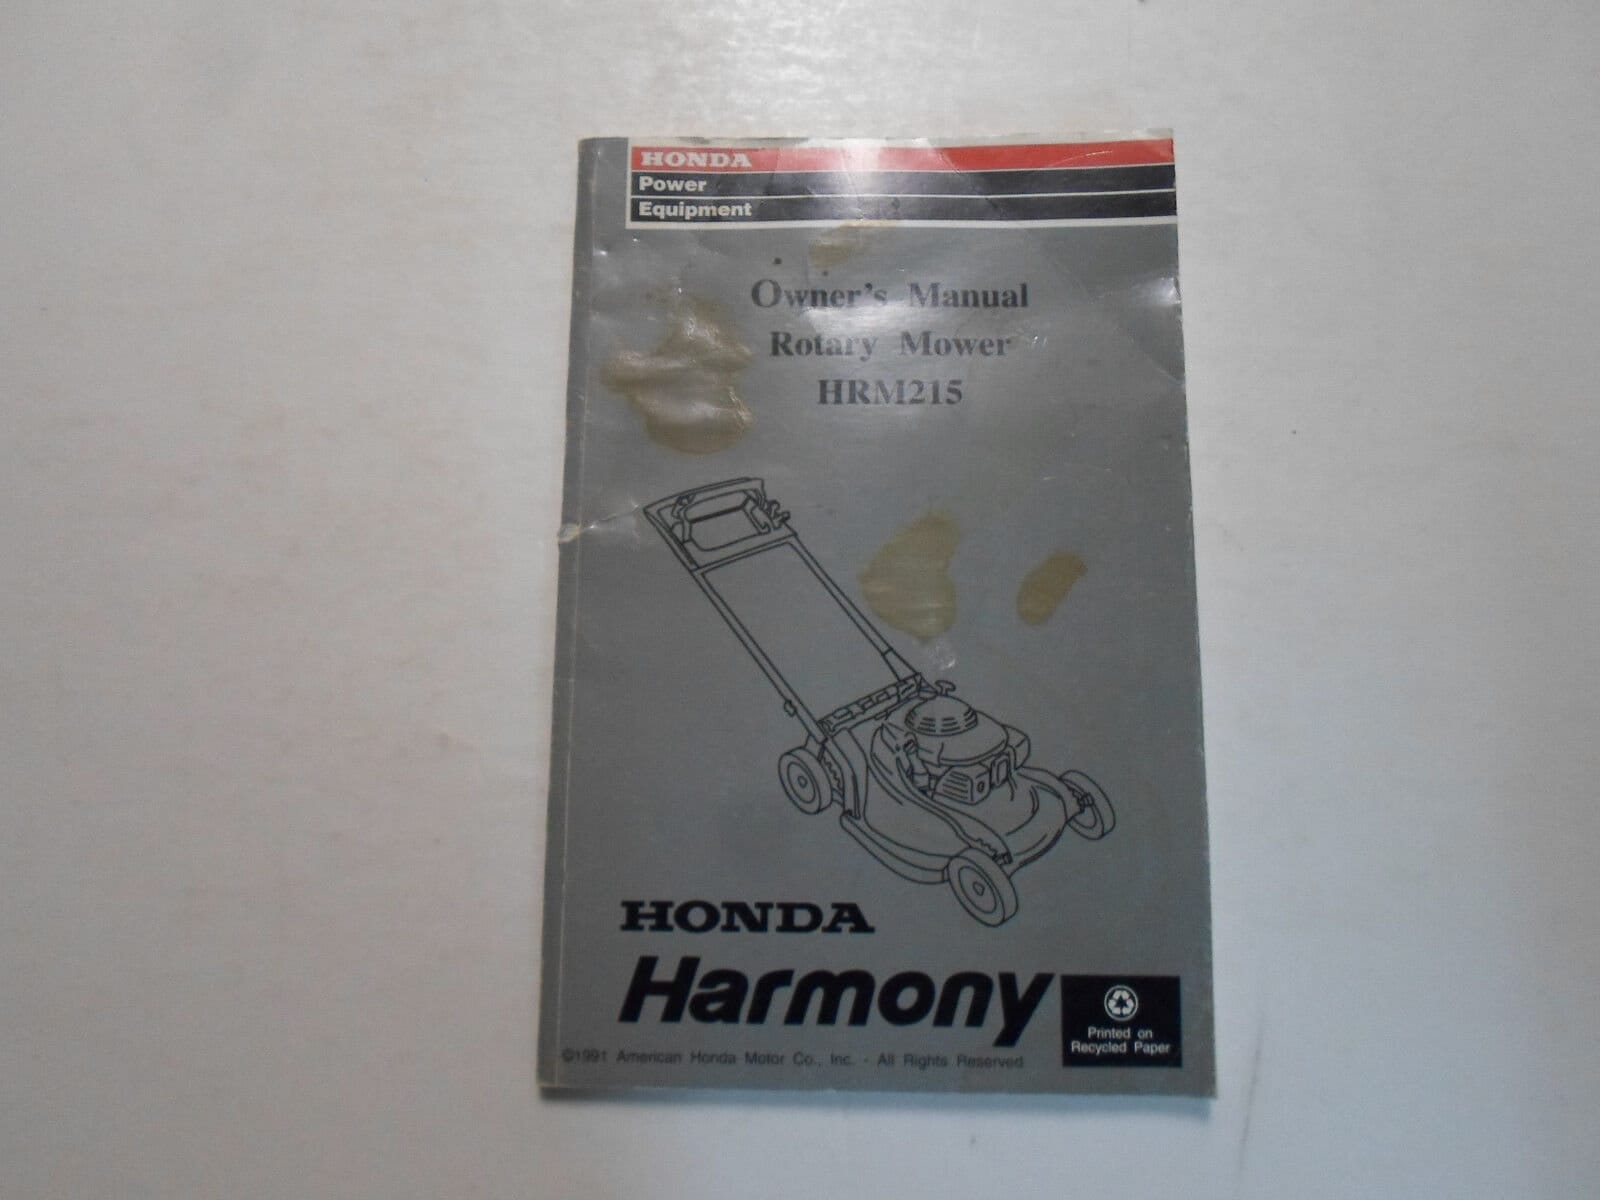 HONDA
Power
Equipment
Owner's Manual
Rotary Mower
HRM215
HONDA
Harmony
Printed on
Recycled Paper
©1991 American Honda Motor Co., Inc. - All Rights Reserved